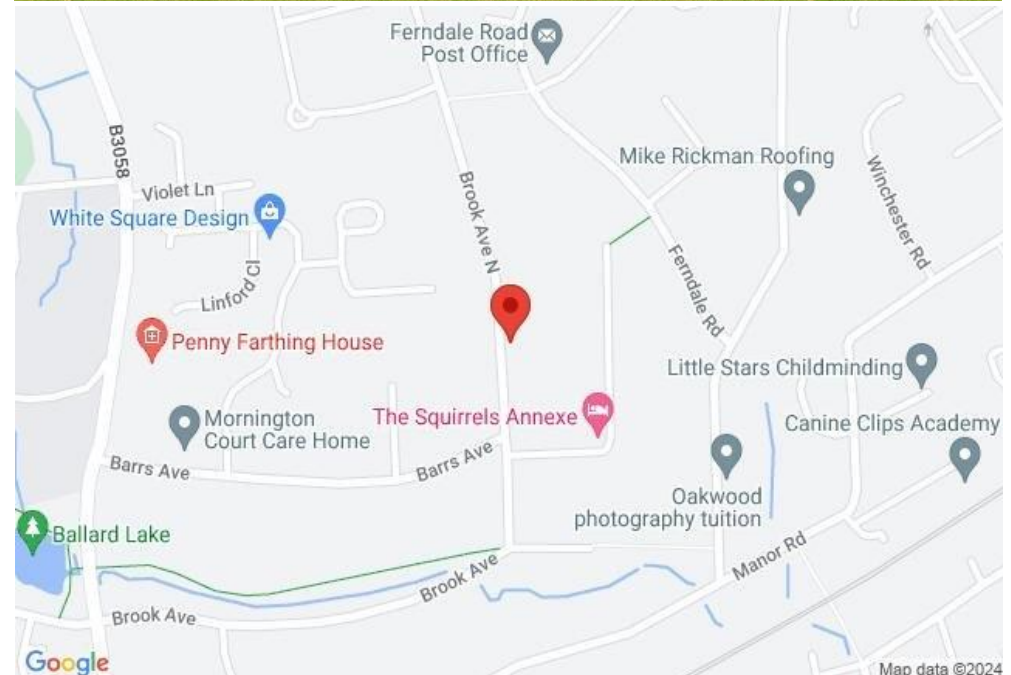 Ferndale Road
Post Office
B3058
Mike Rickman Roofing
Violet Ln
Winchester Rd
White Square Design
Brook Ave N
Linford Cl
Ferndale Rd
Penny Farthing House
Little Stars Childminding
The Squirrels Annexe
Mornington
Court Care Home
Canine Clips Academy
Barrs Ave
Barrs Ave
Oakwood
photography tuition
Ballard Lake
Manor Rd
Brook Ave
Brook Ave
Google
Map data ©2024